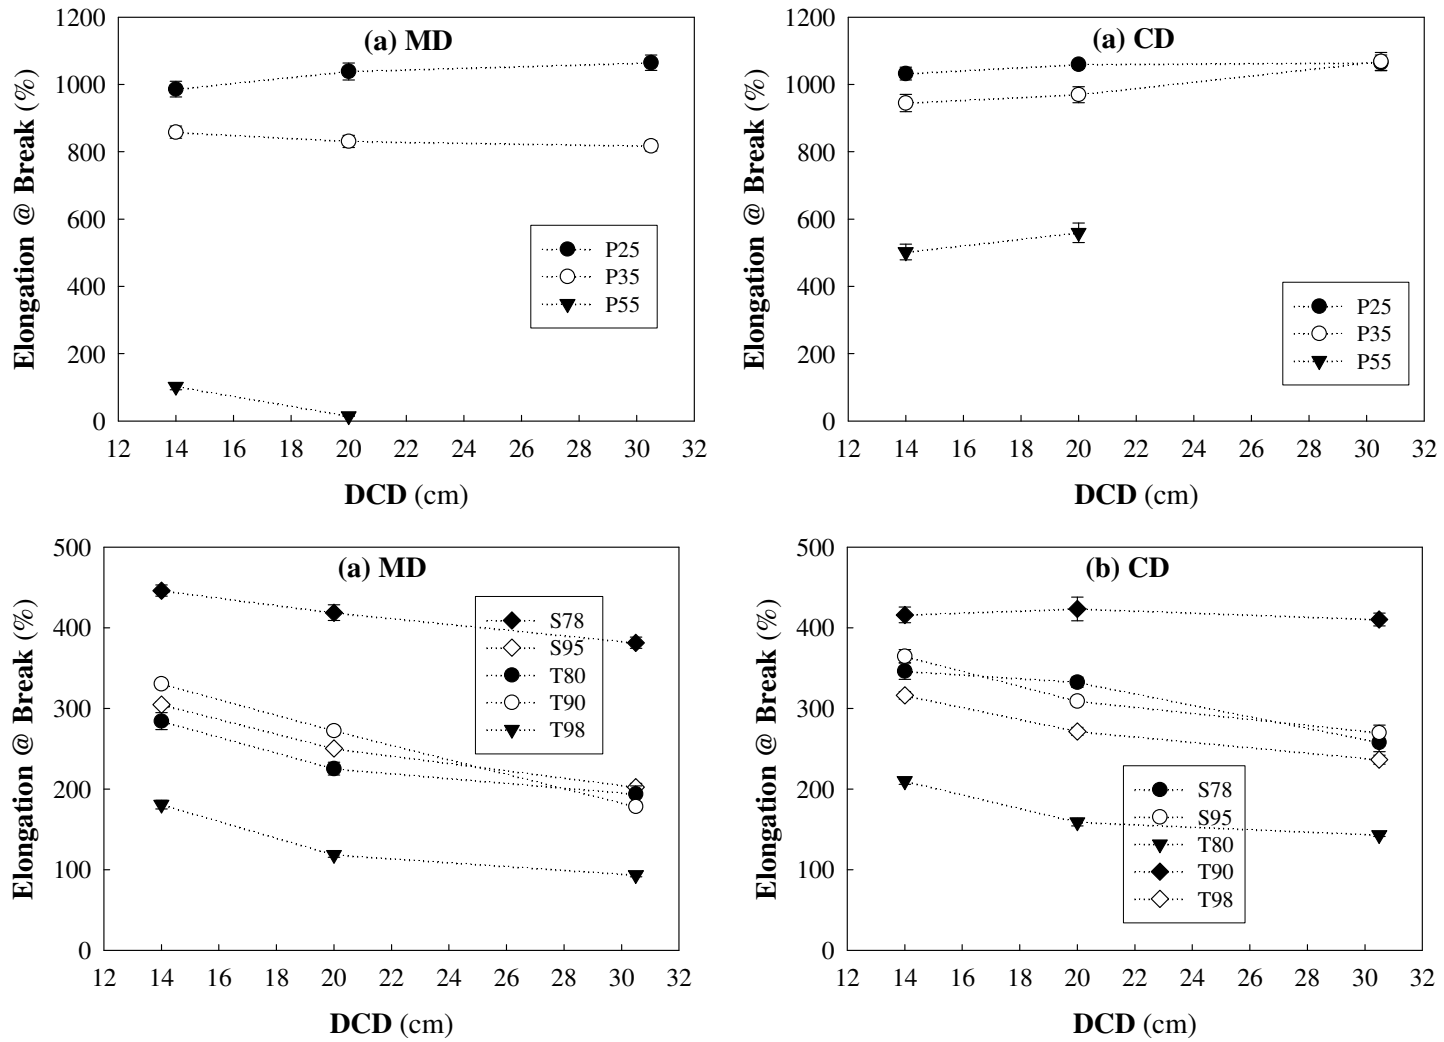 (a) MD
1200
1000
800
600
400
200
0
Elongation @ Break (%)
P25
P35
P55
12 14 16 18 20 22 24 26 28 30 32
DCD (cm)
(a) CD
1200
1000
800
600
400
200
0
Elongation @ Break (%)
P25
P35
P55
12 14 16 18 20 22 24 26 28 30 32
DCD (cm)
(a) MD
500
400
300
200
100
0
Elongation @ Break (%)
S78
S95
T80
T90
T98
12 14 16 18 20 22 24 26 28 30 32
DCD (cm)
(b) CD
500
400
300
200
100
0
Elongation @ Break (%)
S78
S95
T80
T90
T98
12 14 16 18 20 22 24 26 28 30 32
DCD (cm)